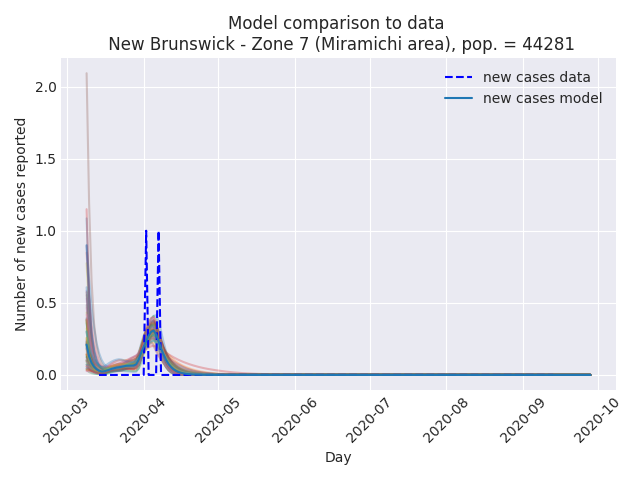 Model comparison to data
New Brunswick - Zone 7 (Miramichi area), pop. = 44281
new cases data
new cases model
Number of new cases reported
2.0
1.5
1.0
0.5
0.0
2020-03
2020-04
2020-05
2020-06
2020-07
2020-08
2020-09
2020-10
Day